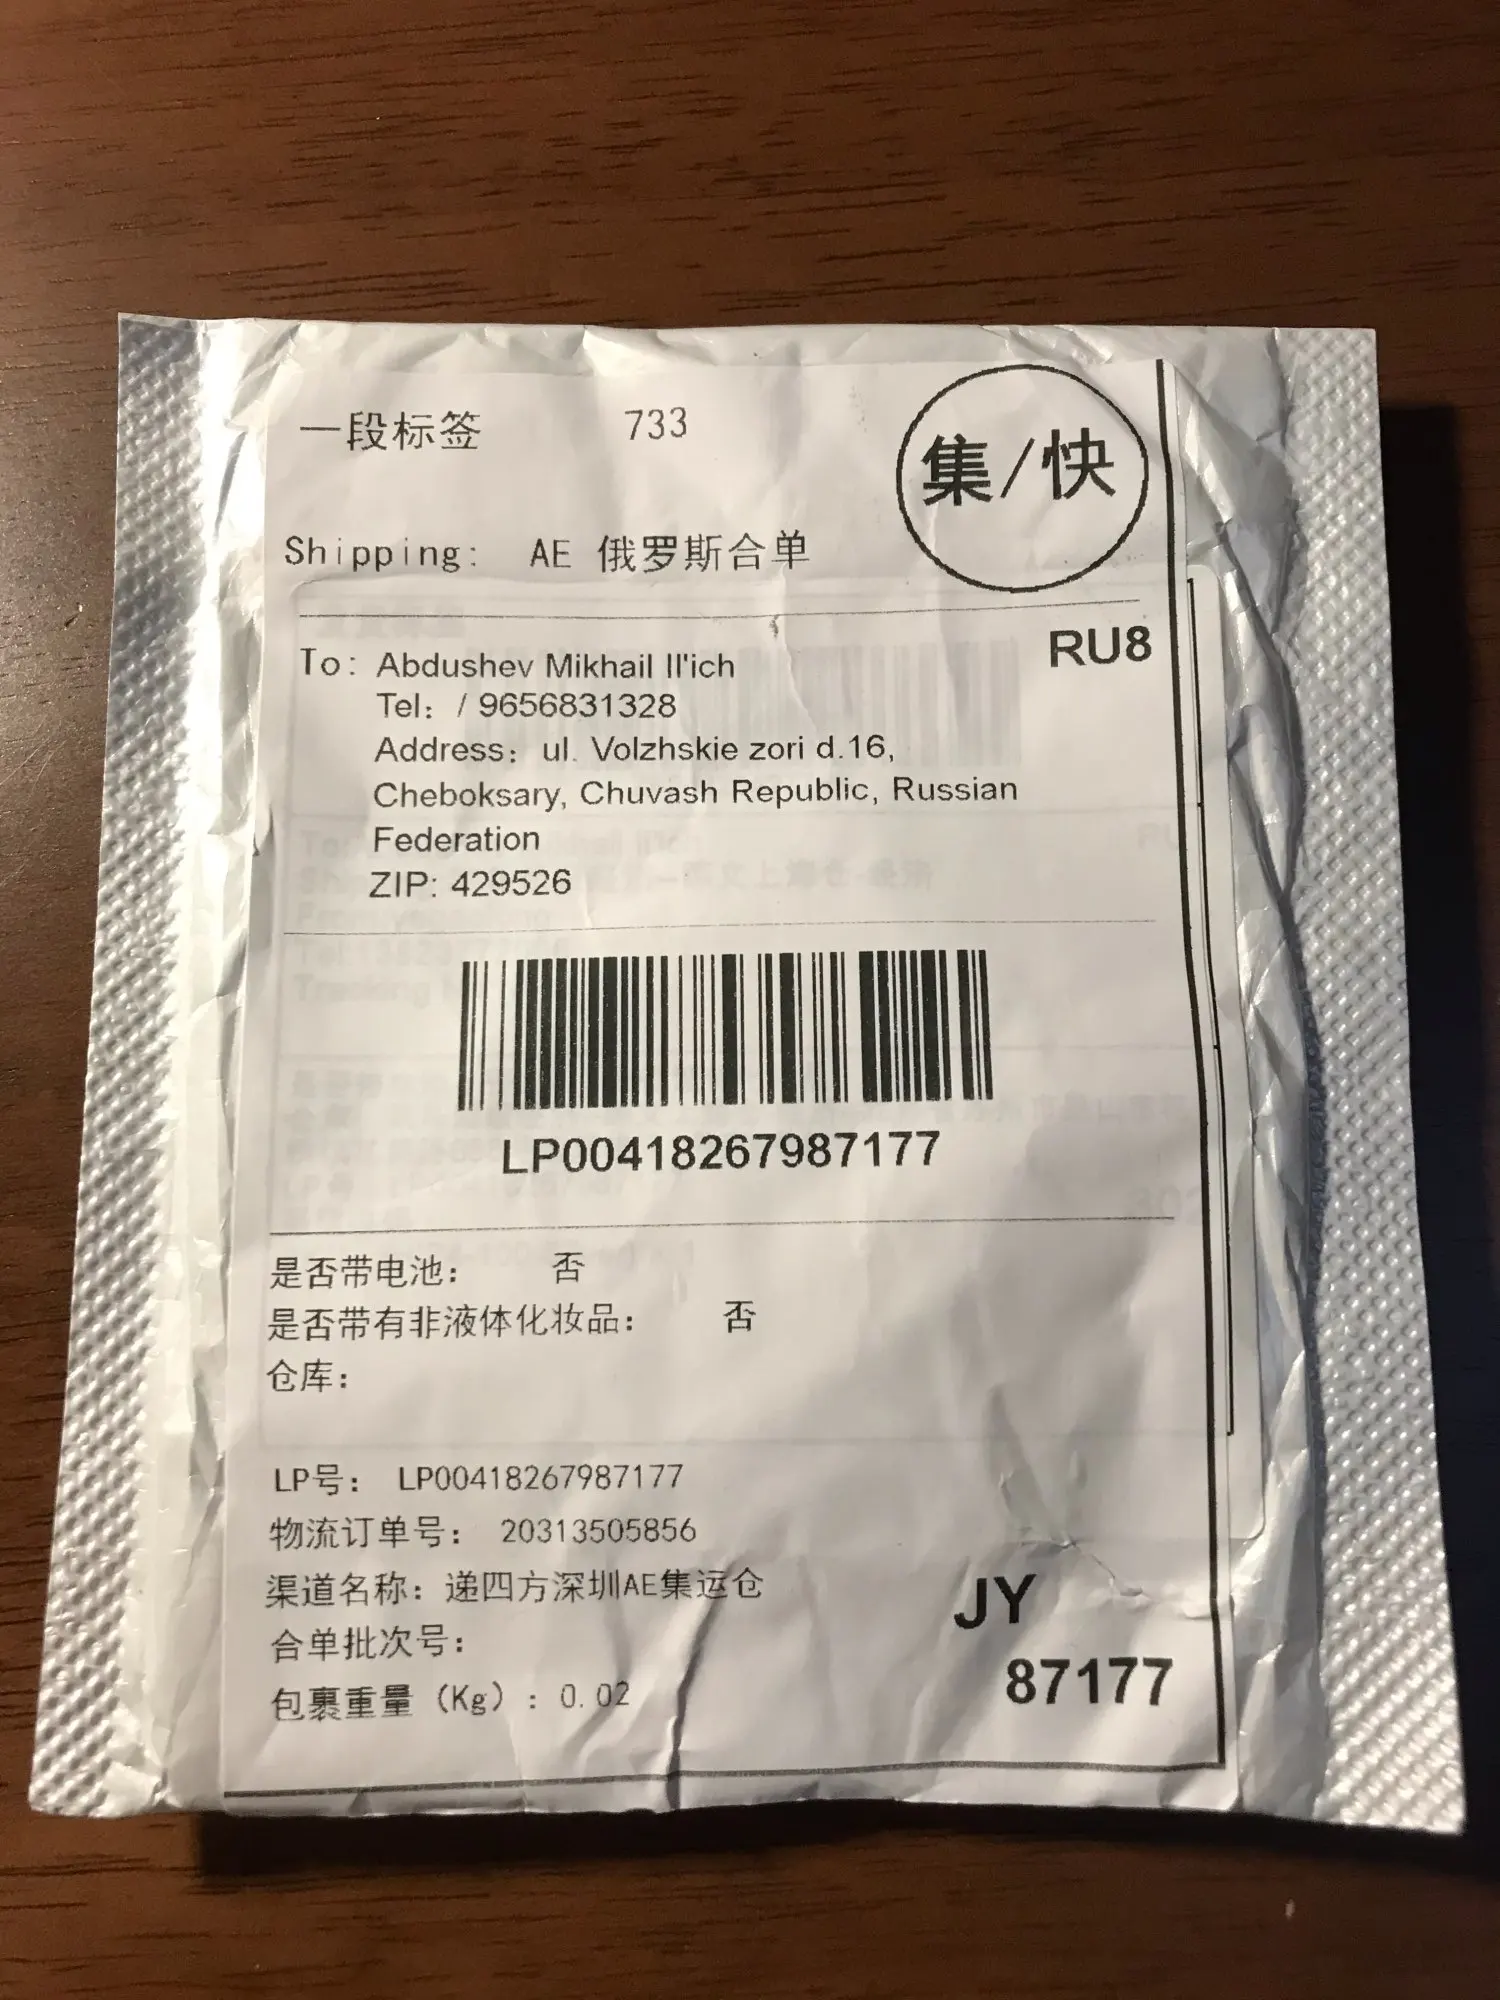 一段标签 733
集/快
Shipping: AE 俄罗斯合单
RU8
To: Abdushev Mikhail Il'ich
Tel: / 9656831328
Address: ul. Volzhskie zori d.16,
Cheboksary, Chuvash Republic, Russian
Federation
ZIP: 429526
LP00418267987177
是否带电池: 否
是否带有非液体化妆品: 否
仓库:
LP号: LP00418267987177
物流订单号: 20313505856
渠道名称: 递四方深圳AE集运仓
合单批次号:
包裹重量 (Kg) : 0.02
JY
87177